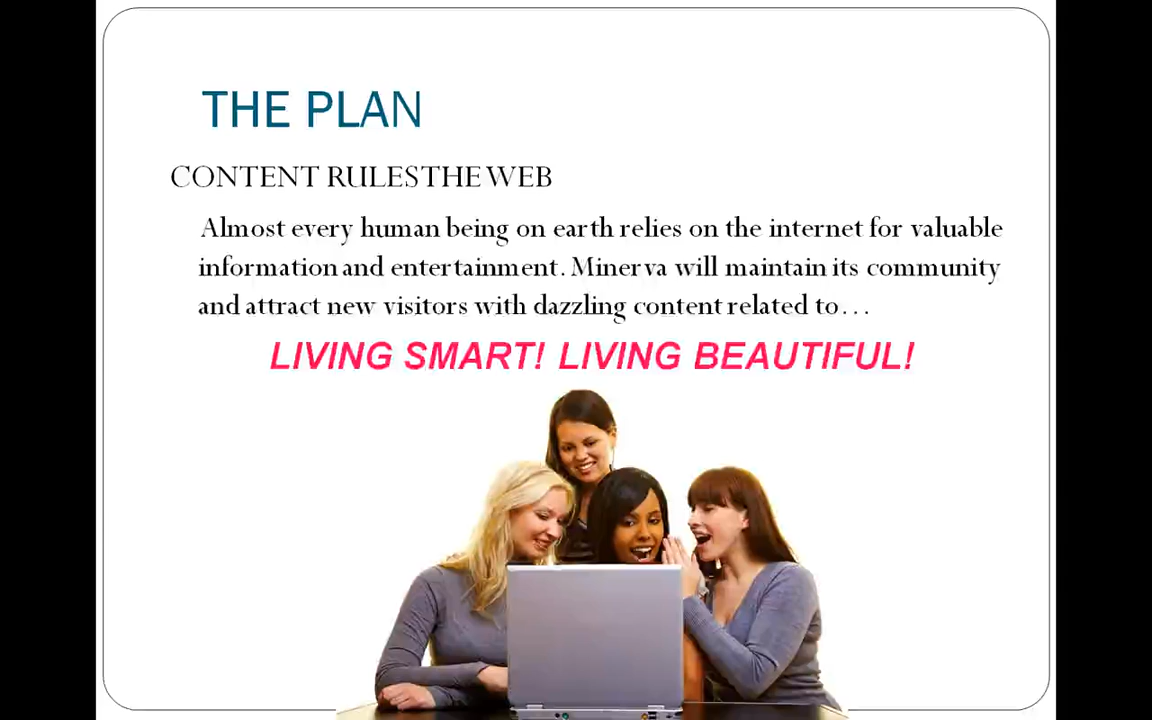 THE PLAN
CONTENT RULESTHE WEB
Almost every human being on earth relies on the internet for valuable
information and entertainment. Minerva will maintain its community
and attract new visitors with dazzling content related to…
LIVING SMART! LIVING BEAUTIFUL!